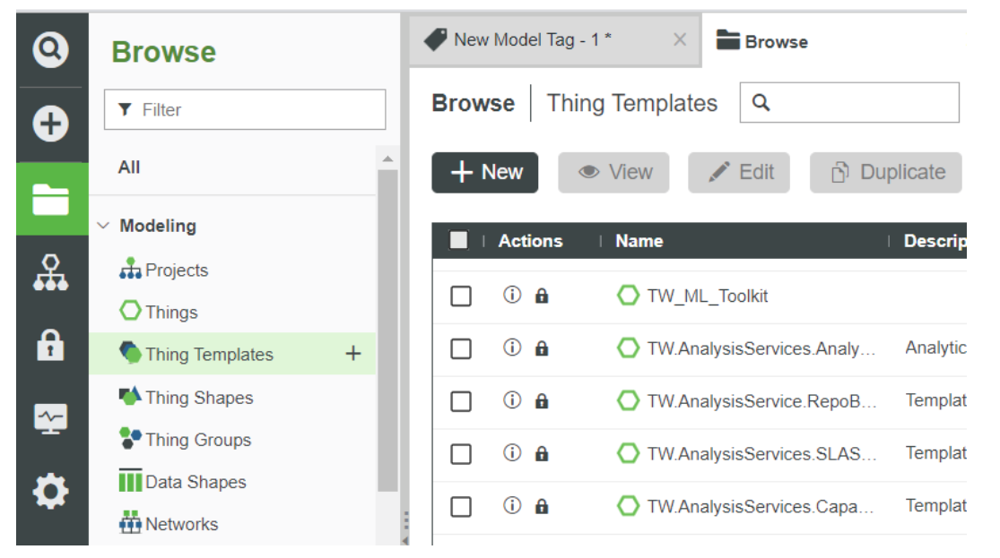 Browse
Filter
All
Modeling
Projects
Things
Thing Templates
Thing Shapes
Thing Groups
Data Shapes
Networks
New Model Tag - 1 *
Browse
Browse
Thing Templates
New
View
Edit
Duplicate
Actions Name Descrip
TW_ML_Toolkit
TW.AnalysisServices.Analy... Analytic
TW.AnalysisService.RepoB... Templat
TW.AnalysisServices.SLAS... Templat
TW.AnalysisServices.Capa... Templat